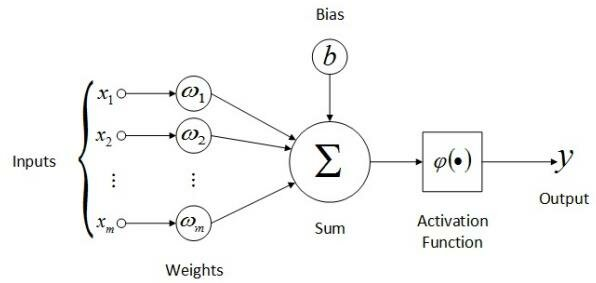 Bias
b
Inputs
x₁
ω₁
x₂
ω₂
⋮
⋮
xₘ
ωₘ
Weights
Σ
Sum
φ(•)
Activation
Function
y
Output